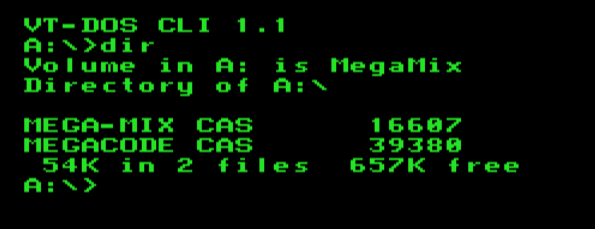 VT-DOS CLI 1.1
A:\>dir
Volume in A: is MegaMix
Directory of A:\
MEGA-MIX CAS 16607
MEGACODE CAS 39380
54K in 2 files 657K free
A:\>